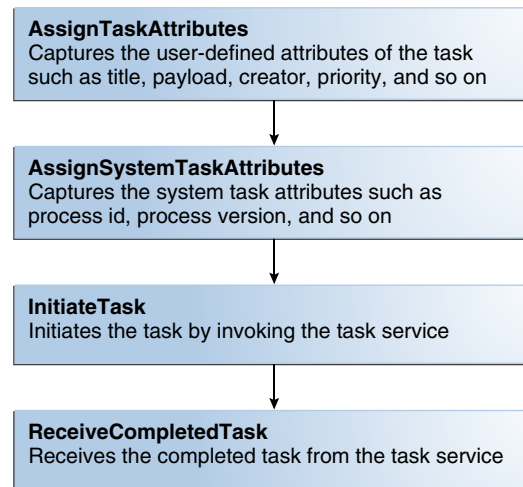 AssignTaskAttributes
Captures the user-defined attributes of the task
such as title, payload, creator, priority, and so on
AssignSystemTaskAttributes
Captures the system task attributes such as
process id, process version, and so on
InitiateTask
Initiates the task by invoking the task service
ReceiveCompletedTask
Receives the completed task from the task service